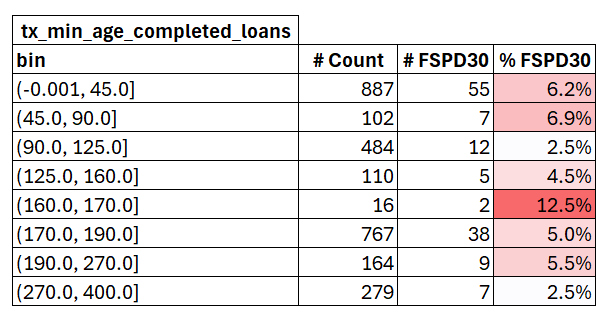 tx_min_age_completed_loans
bin # Count # FSPD30 % FSPD30
(-0.001, 45.0] 887 55 6.2%
(45.0, 90.0] 102 7 6.9%
(90.0, 125.0] 484 12 2.5%
(125.0, 160.0] 110 5 4.5%
(160.0, 170.0] 16 2 12.5%
(170.0, 190.0] 767 38 5.0%
(190.0, 270.0] 164 9 5.5%
(270.0, 400.0] 279 7 2.5%